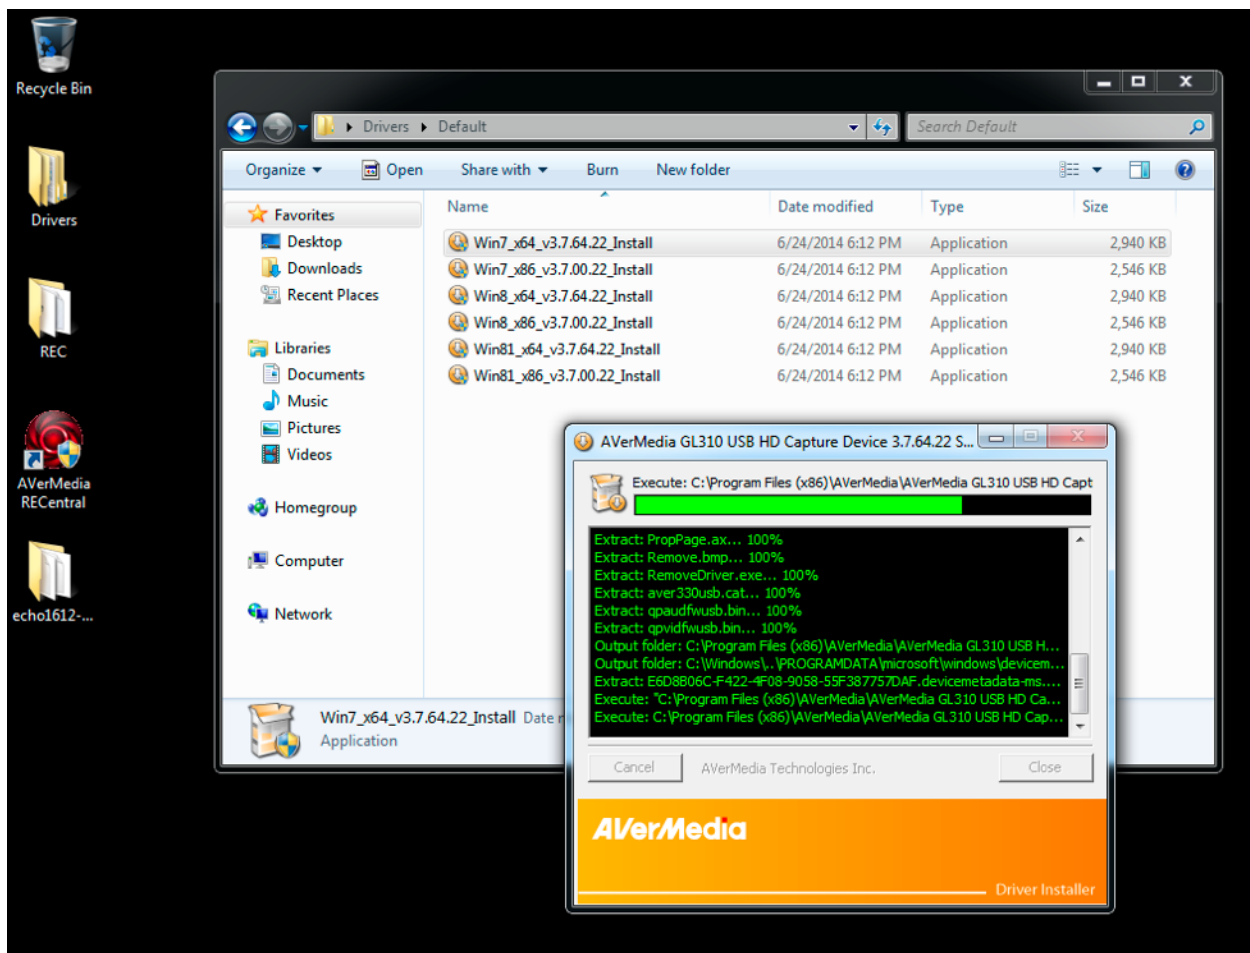 Recycle Bin
Drivers
REC
AVerMedia
RECentral
echo1612-...
Drivers
Default
Search Default
Organize
Open
Share with
Burn
New folder
Favorites
Desktop
Downloads
Recent Places
Libraries
Documents
Music
Pictures
Videos
Homegroup
Computer
Network
Name Date modified Type Size
Win7_x64_v3.7.64.22_Install 6/24/2014 6:12 PM Application 2,940 KB
Win7_x86_v3.7.00.22_Install 6/24/2014 6:12 PM Application 2,546 KB
Win8_x64_v3.7.64.22_Install 6/24/2014 6:12 PM Application 2,940 KB
Win8_x86_v3.7.00.22_Install 6/24/2014 6:12 PM Application 2,546 KB
Win81_x64_v3.7.64.22_Install 6/24/2014 6:12 PM Application 2,940 KB
Win81_x86_v3.7.00.22_Install 6/24/2014 6:12 PM Application 2,546 KB
Win7_x64_v3.7.64.22_Install Date
Application
AVerMedia GL310 USB HD Capture Device 3.7.64.22 S...
Execute: C:\Program Files (x86)\AVerMedia\AVerMedia GL310 USB HD Capt
Extract: PropPage.ax... 100%
Extract: Remove.bmp... 100%
Extract: RemoveDriver.exe... 100%
Extract: aver330usb.cat... 100%
Extract: qpaudfwusb.bin... 100%
Extract: qpvidfwusb.bin... 100%
Output folder: C:\Program Files (x86)\AVerMedia\AVerMedia GL310 USB H...
Output folder: C:\Windows\..\PROGRAMDATA\microsoft\windows\devicem...
Extract: E6D8B06C-F422-4F08-9058-55F387757DAF.devicemetadata-ms....
Execute: "C:\Program Files (x86)\AVerMedia\AVerMedia GL310 USB HD Ca...
Execute: C:\Program Files (x86)\AVerMedia\AVerMedia GL310 USB HD Cap...
Cancel
AVerMedia Technologies Inc.
Close
AVerMedia
Driver Installer